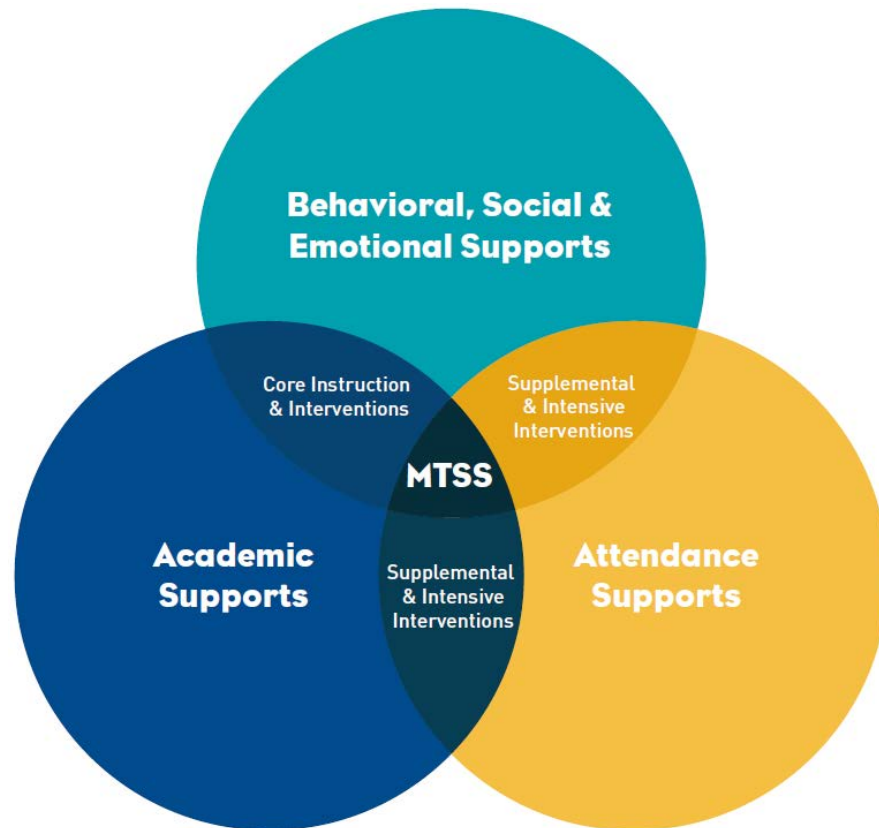 Behavioral, Social &
Emotional Supports
Core Instruction
& Interventions
Supplemental
& Intensive
Interventions
MTSS
Academic
Supports
Supplemental
& Intensive
Interventions
Attendance
Supports